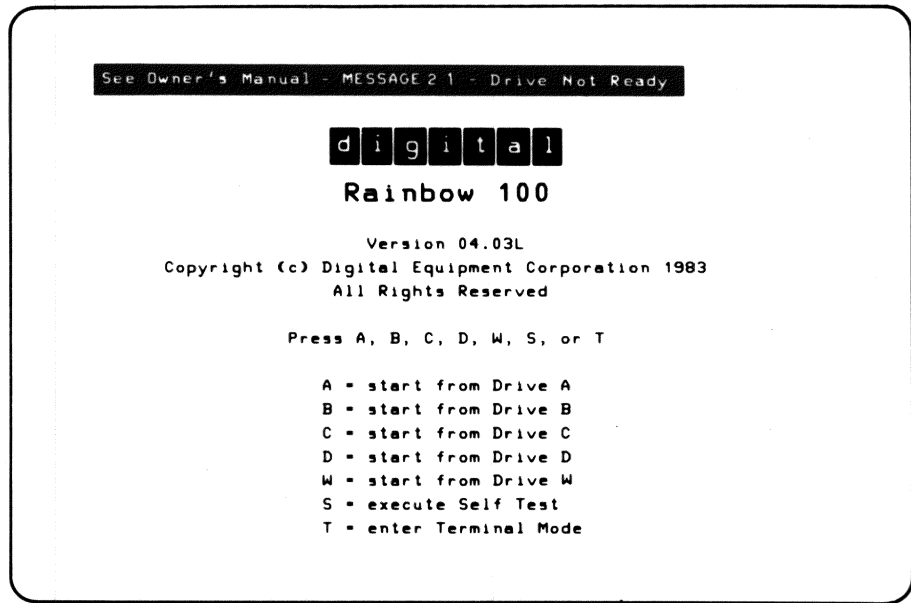 See Owner's Manual - MESSAGE 21 - Drive Not Ready
digital
Rainbow 100
Version 04.03L
Copyright (c) Digital Equipment Corporation 1983
All Rights Reserved
Press A, B, C, D, W, S, or T
A = start from Drive A
B = start from Drive B
C = start from Drive C
D = start from Drive D
W = start from Drive W
S = execute Self Test
T = enter Terminal Mode